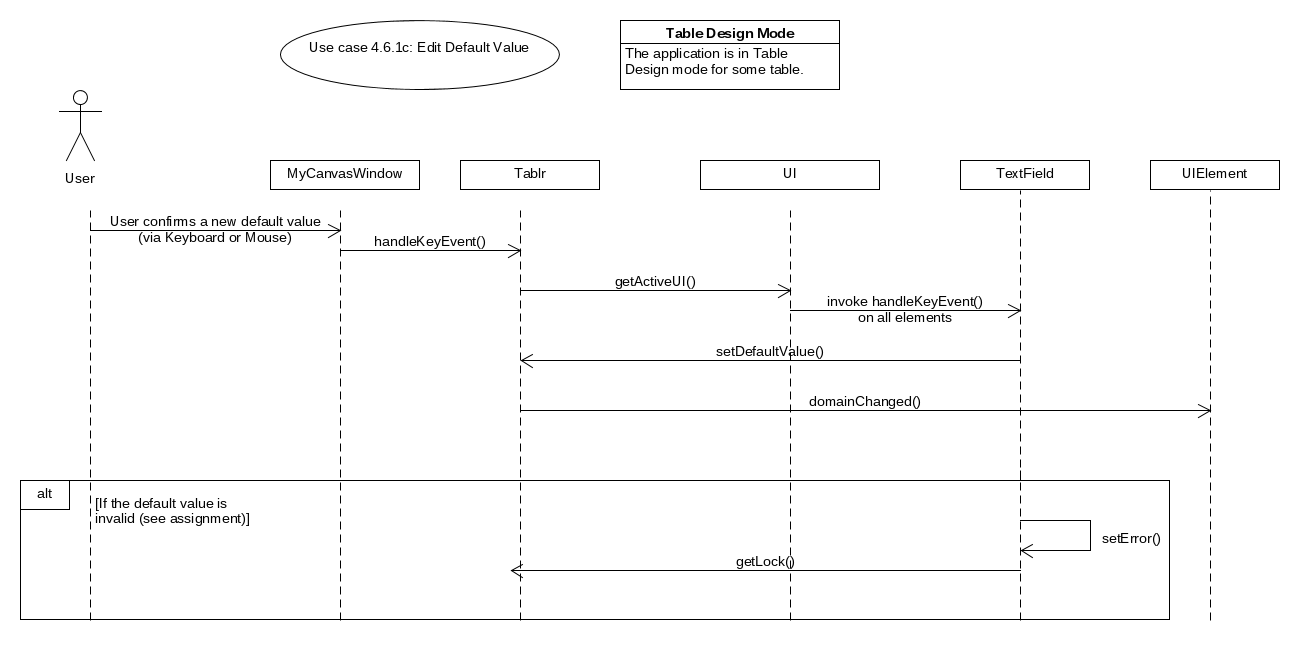 Use case 4.6.1c: Edit Default Value
Table Design Mode
The application is in Table
Design mode for some table.
User
MyCanvasWindow
Tablr
UI
TextField
UIElement
User confirms a new default value
(via Keyboard or Mouse)
handleKeyEvent()
getActiveUI()
invoke handleKeyEvent()
on all elements
setDefaultValue()
domainChanged()
alt
[If the default value is
invalid (see assignment)]
setError()
getLock()